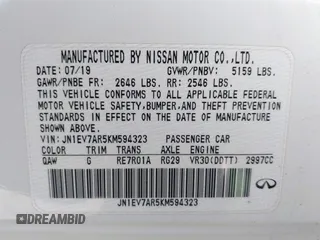 MANUFACTURED BY NISSAN MOTOR CO.,LTD.
DATE: 07/19 GVWR/PNBV: 5159 LBS.
GAWR/PNBE FR: 2646 LBS. RR: 2546 LBS.
THIS VEHICLE CONFORMS TO ALL APPLICABLE FEDERAL
MOTOR VEHICLE SAFETY,BUMPER,AND THEFT PREVENTION
STANDARDS IN EFFECT ON THE DATE OF MANUFACTURE
SHOWN ABOVE.
VIN:JN1EV7AR5KM594323 PASSENGER CAR
COLOR TRIM TRANS AXLE ENGINE
QAW G RE7R01A RG29 VR30(DDTT) 2997CC
JN1EV7AR5KM594323
DREAMBID